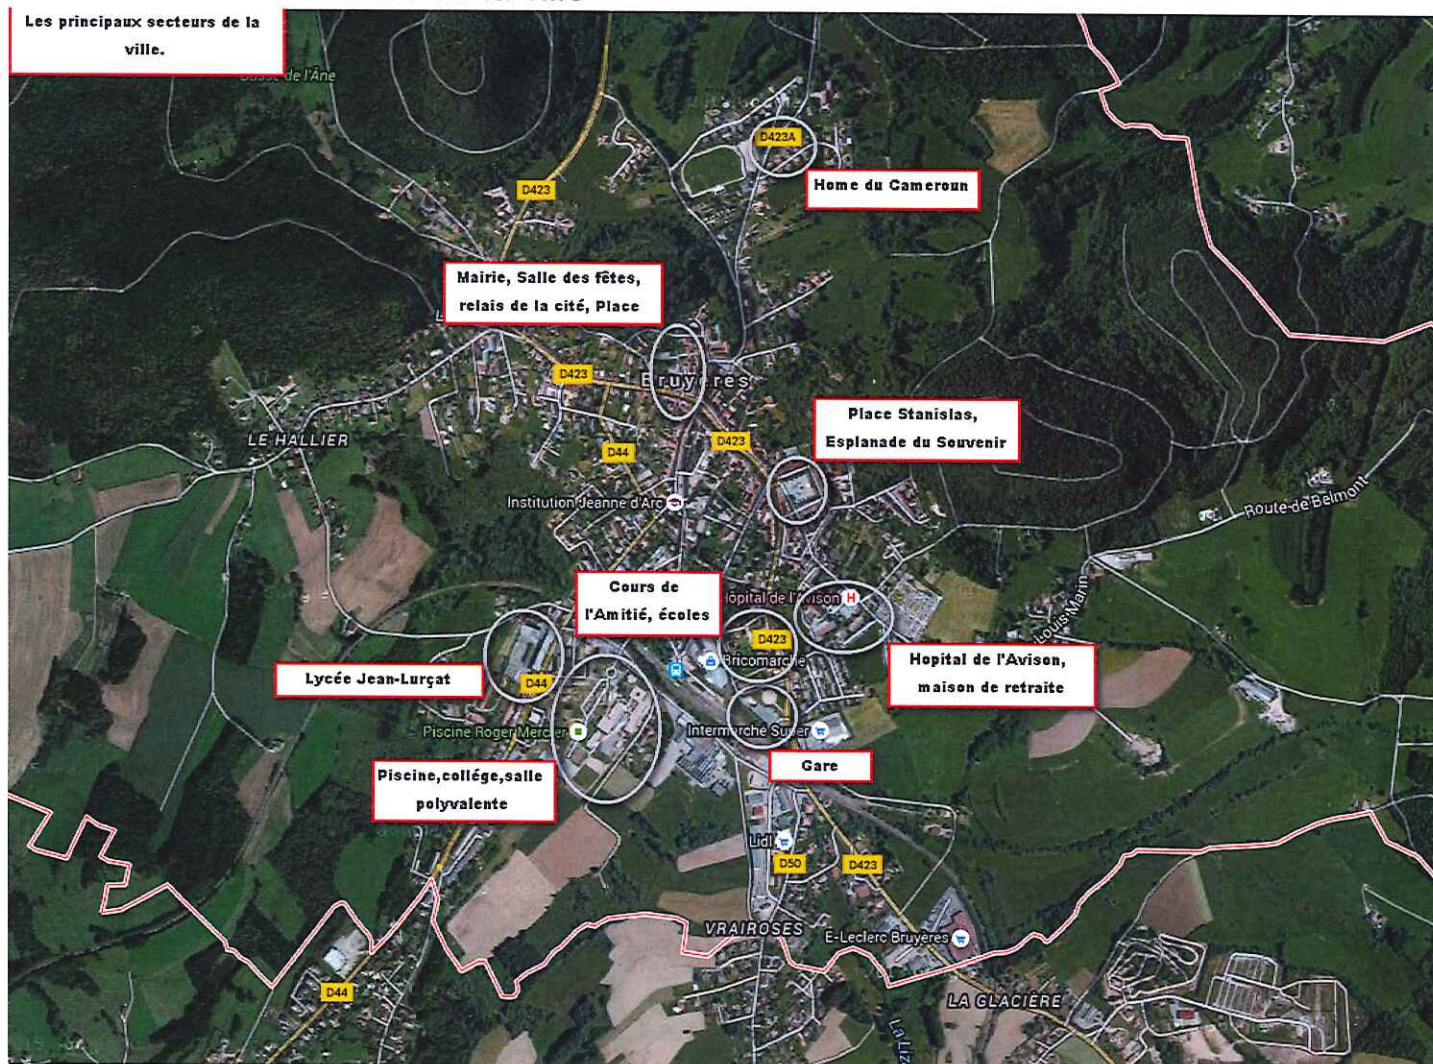 Les principaux secteurs de la
ville.
D423A
Home du Cameroun
D423
Mairie, Salle des fêtes,
relais de la cité, Place
D423
Bruyères
Place Stanislas,
Esplanade du Souvenir
LE HALLIER
D44
D423
Institution Jeanne d'Arc
Route de Belmont
Cours de
l'Amitié, écoles
Hôpital de l'Avison
H
Louis Marin
D423
Bricomarché
Hopital de l'Avison,
maison de retraite
Lycée Jean-Lurçat
D44
Piscine Roger Mercier
Intermarché Super
Gare
Piscine,collége,salle
polyvalente
Lidl
D50
D423
VRAIROSES
E-Leclerc Bruyères
D44
LA GLACIÈRE